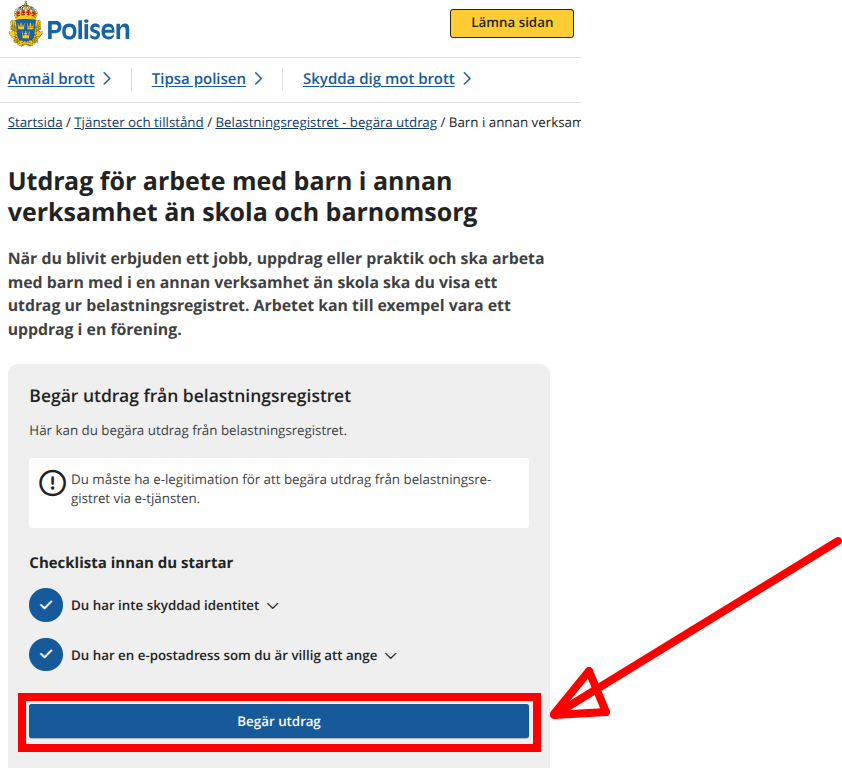 Polisen
Lämna sidan
Anmäl brott
Tipsa polisen
Skydda dig mot brott
Startsida / Tjänster och tillstånd / Belastningsregistret - begära utdrag / Barn i annan verksam
Utdrag för arbete med barn i annan
verksamhet än skola och barnomsorg
När du blivit erbjuden ett jobb, uppdrag eller praktik och ska arbeta
med barn med i en annan verksamhet än skola ska du visa ett
utdrag ur belastningsregistret. Arbetet kan till exempel vara ett
uppdrag i en förening.
Begär utdrag från belastningsregistret
Här kan du begära utdrag från belastningsregistret.
Du måste ha e-legitimation för att begära utdrag från belastningsre-
gistret via e-tjänsten.
Checklista innan du startar
Du har inte skyddad identitet
Du har en e-postadress som du är villig att ange
Begär utdrag